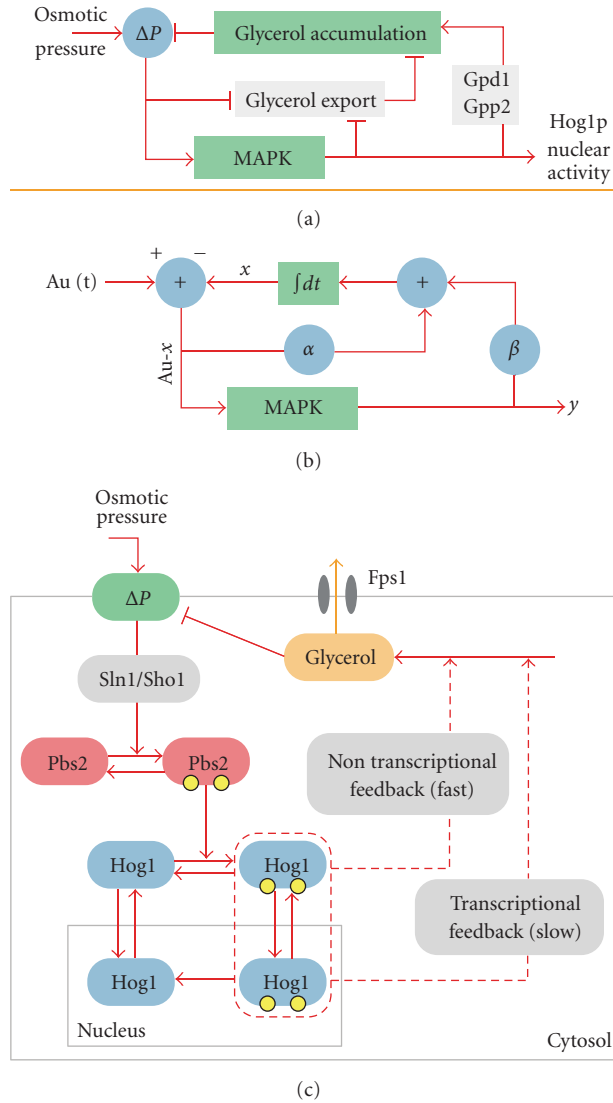 Osmotic
pressure
ΔP
Glycerol accumulation
Glycerol export
Gpd1
Gpp2
MAPK
Hog1p
nuclear
activity
(a)
+
−
Au (t)
+
x
∫dt
+
Au-x
α
β
MAPK
y
(b)
Osmotic
pressure
ΔP
Fps1
Glycerol
Sln1/Sho1
Pbs2
Pbs2
Non transcriptional
feedback (fast)
Hog1
Hog1
Transcriptional
feedback (slow)
Hog1
Hog1
Nucleus
Cytosol
(c)